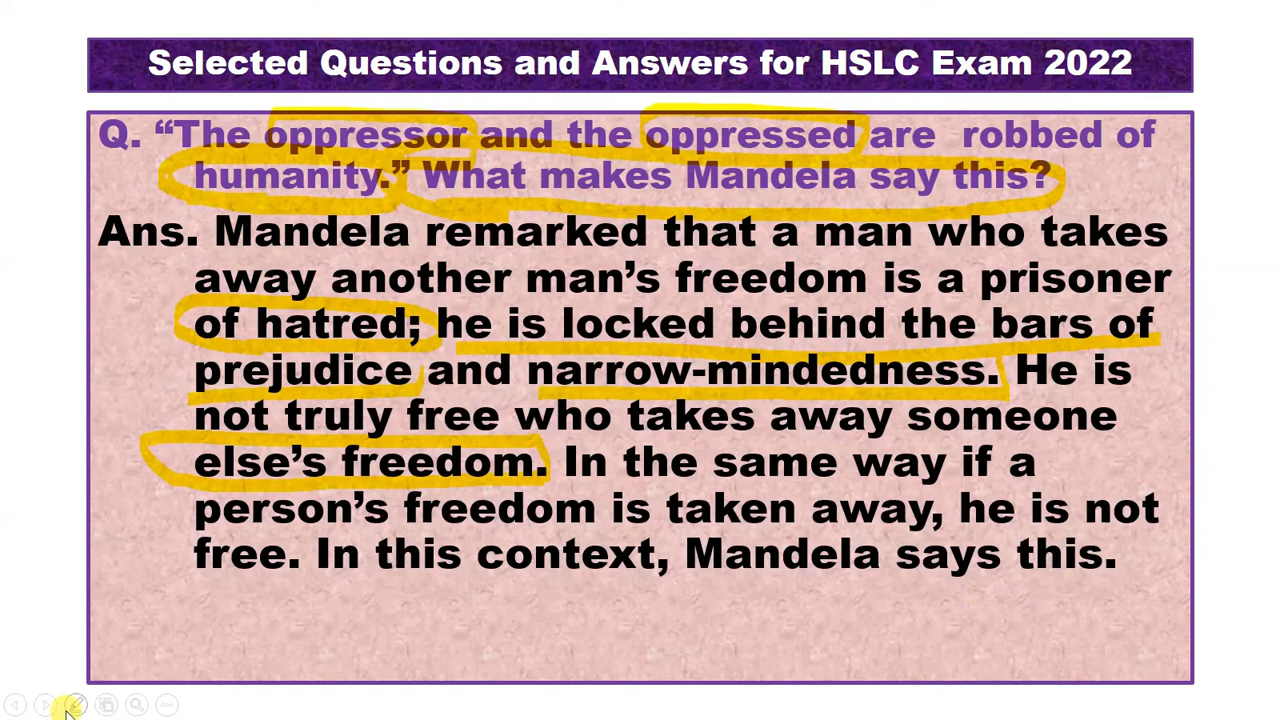 Selected Questions and Answers for HSLC Exam 2022
Q. “The oppressor and the oppressed are robbed of
humanity.” What makes Mandela say this?
Ans. Mandela remarked that a man who takes
away another man’s freedom is a prisoner
of hatred; he is locked behind the bars of
prejudice and narrow-mindedness. He is
not truly free who takes away someone
else’s freedom. In the same way if a
person’s freedom is taken away, he is not
free. In this context, Mandela says this.